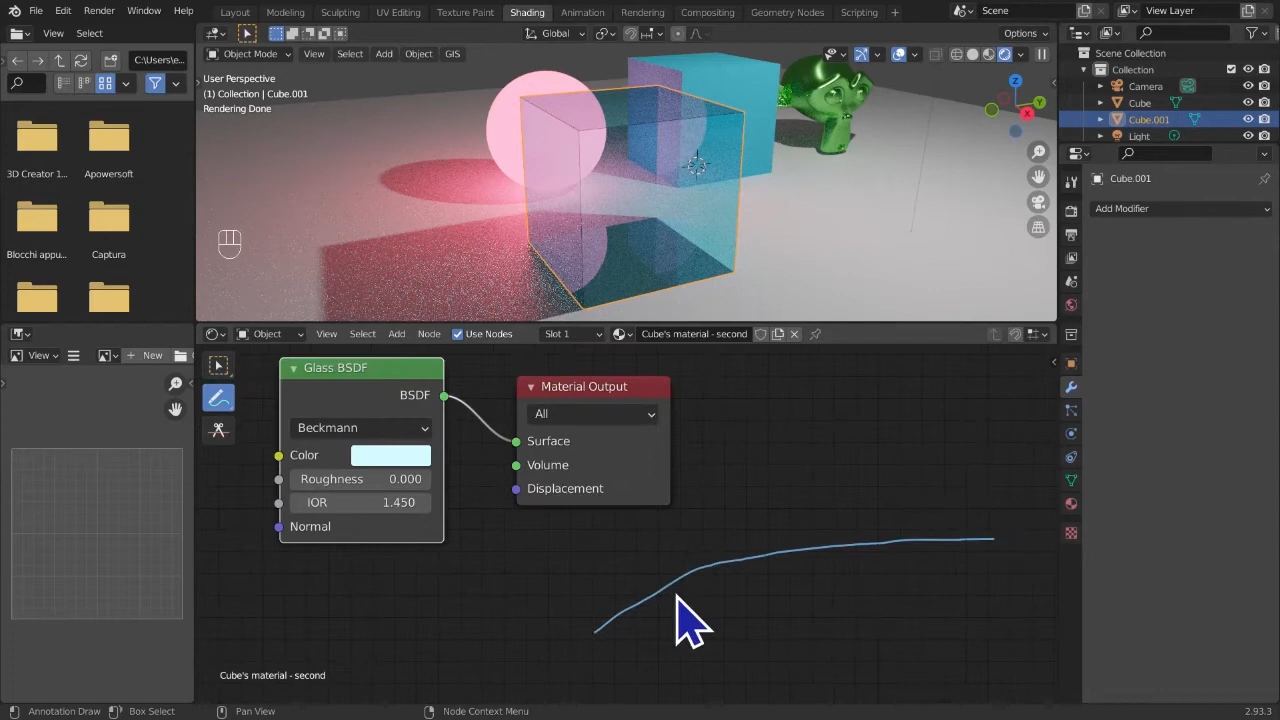 File Edit Render Window Help Layout Modeling Sculpting UV Editing Texture Paint Shading Animation Rendering Compositing Geometry Nodes Scripting + Scene View Layer
View Select
Global Options
C:\Users\e...
Object Mode View Select Add Object GIS
User Perspective
(1) Collection | Cube.001
Rendering Done
Z
Y
X
3D Creator 1...
Apowersoft
Blocchi appu...
Captura
Scene Collection
Collection
Camera
Cube
Cube.001
Light
Cube.001
Add Modifier
View New
Object View Select Add Node Use Nodes Slot 1 Cube's material - second
Glass BSDF
BSDF
Beckmann
Color
Roughness 0.000
IOR 1.450
Normal
Material Output
All
Surface
Volume
Displacement
Cube's material - second
Annotation Draw Box Select Pan View Node Context Menu 2.93.3